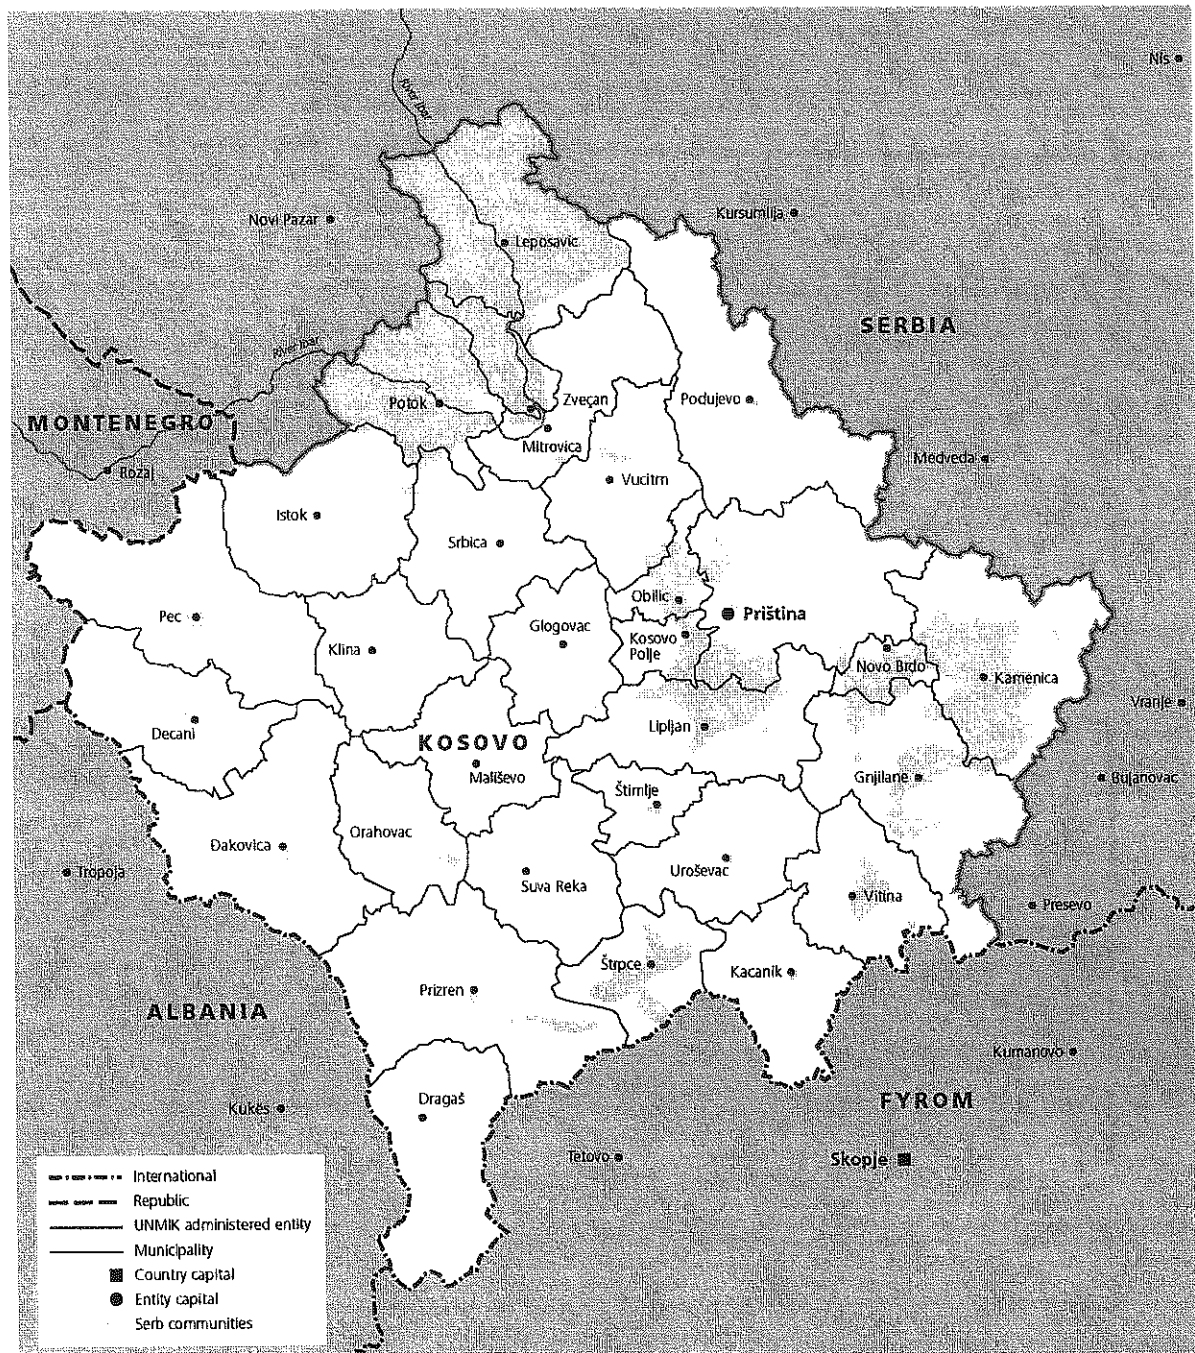 Nis
River Ibar
Novi Pazar
Kursumlija
Leposavic
SERBIA
River Ibar
MONTENEGRO
Potok
Zveçan
Podujevo
Mitrovica
Rozaj
Medveda
Vucitrn
Istok
Srbica
Obilic
Priština
Pec
Glogovac
Kosovo
Polje
Klina
Novo Brdo
Kamenica
Vranje
Decani
Lipljan
KOSOVO
Mališevo
Gnjilane
Bujanovac
Štimlje
Orahovac
Đakovica
Tropoja
Uroševac
Suva Reka
Vitina
Presevo
Štrpce
Kacanik
Prizren
ALBANIA
Kumanovo
Dragaš
FYROM
Kukës
Tetovo
Skopje
International
Republic
UNMIK administered entity
Municipality
Country capital
Entity capital
Serb communities